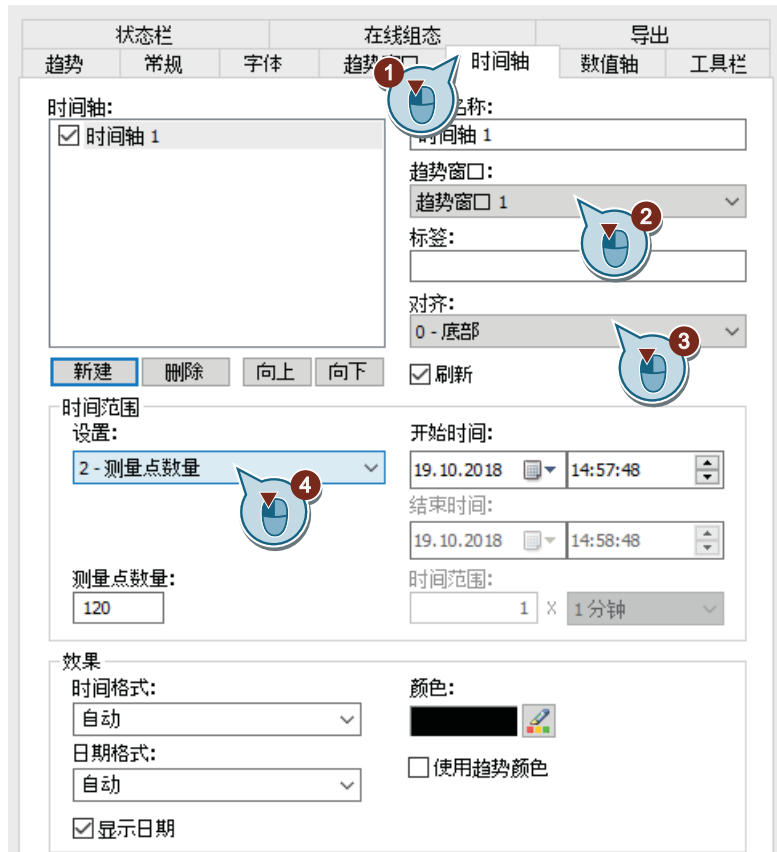 状态栏 在线组态 导出
趋势 常规 字体 趋势 时间轴 数值轴 工具栏
1
时间轴:
名称:
时间轴 1
时间轴 1
趋势窗口:
趋势窗口 1
2
标签:
对齐:
0 - 底部
3
新建 删除 向上 向下
刷新
时间范围
设置:
开始时间:
2 - 测量点数量
19.10.2018 14:57:48
4
结束时间:
19.10.2018 14:58:48
测量点数量:
时间范围:
120
1 X 1 分钟
效果
时间格式:
颜色:
自动
日期格式:
使用趋势颜色
自动
显示日期